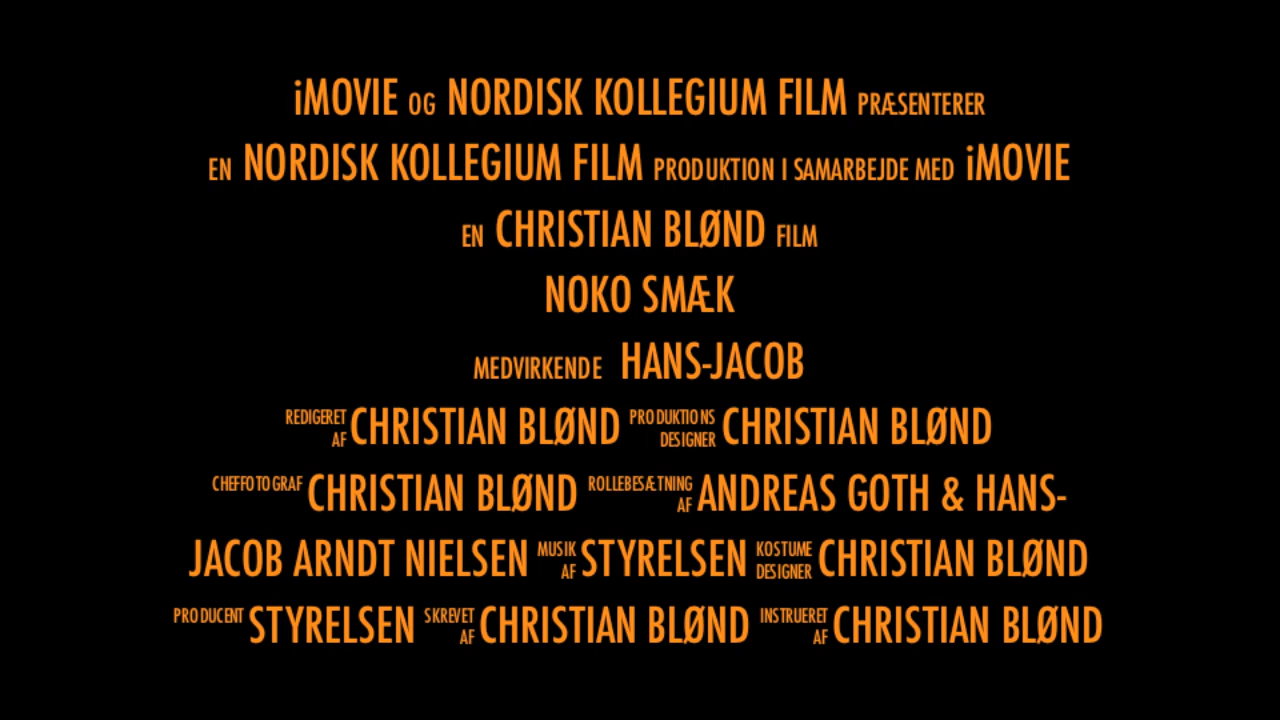 iMOVIE OG NORDISK KOLLEGIUM FILM PRÆSENTERER
EN NORDISK KOLLEGIUM FILM PRODUKTION I SAMARBEJDE MED iMOVIE
EN CHRISTIAN BLØND FILM
NOKO SMÆK
MEDVIRKENDE HANS-JACOB
REDIGERET AF CHRISTIAN BLØND PRODUKTIONS DESIGNER CHRISTIAN BLØND
CHEFFOTOGRAF CHRISTIAN BLØND ROLLEBESÆTNING AF ANDREAS GOTH & HANS-
JACOB ARNDT NIELSEN MUSIK AF STYRELSEN KOSTUME DESIGNER CHRISTIAN BLØND
PRODUCENT STYRELSEN SKREVET AF CHRISTIAN BLØND INSTRUERET AF CHRISTIAN BLØND